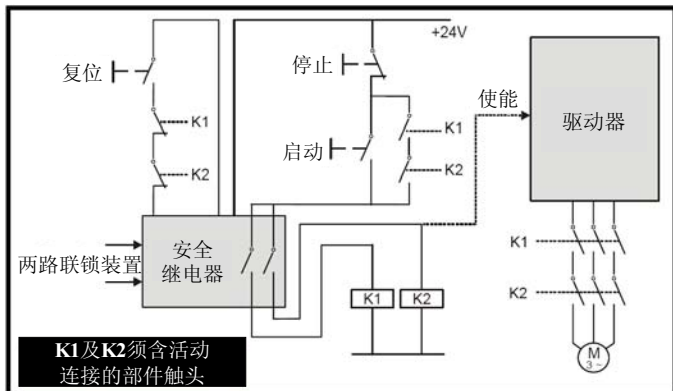 +24V
复位
停止
K1
K2
启动
K1
K2
使能
驱动器
两路联锁装置
安全
继电器
K1
K2
K1
K2
M
3~
K1及K2须含活动
连接的部件触头